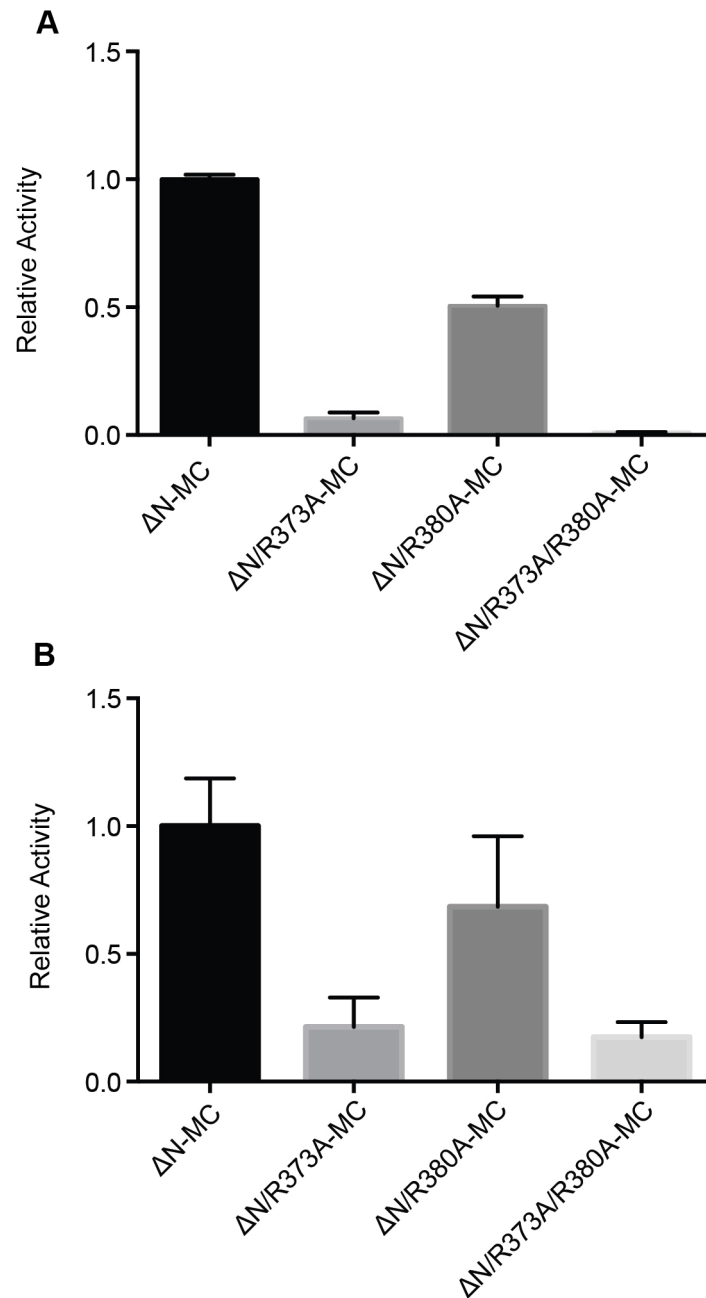 A
1.5
1.0
0.5
0.0
Relative Activity
ΔN-MC
ΔN/R373A-MC
ΔN/R380A-MC
ΔN/R373A/R380A-MC
B
1.5
1.0
0.5
0.0
Relative Activity
ΔN-MC
ΔN/R373A-MC
ΔN/R380A-MC
ΔN/R373A/R380A-MC